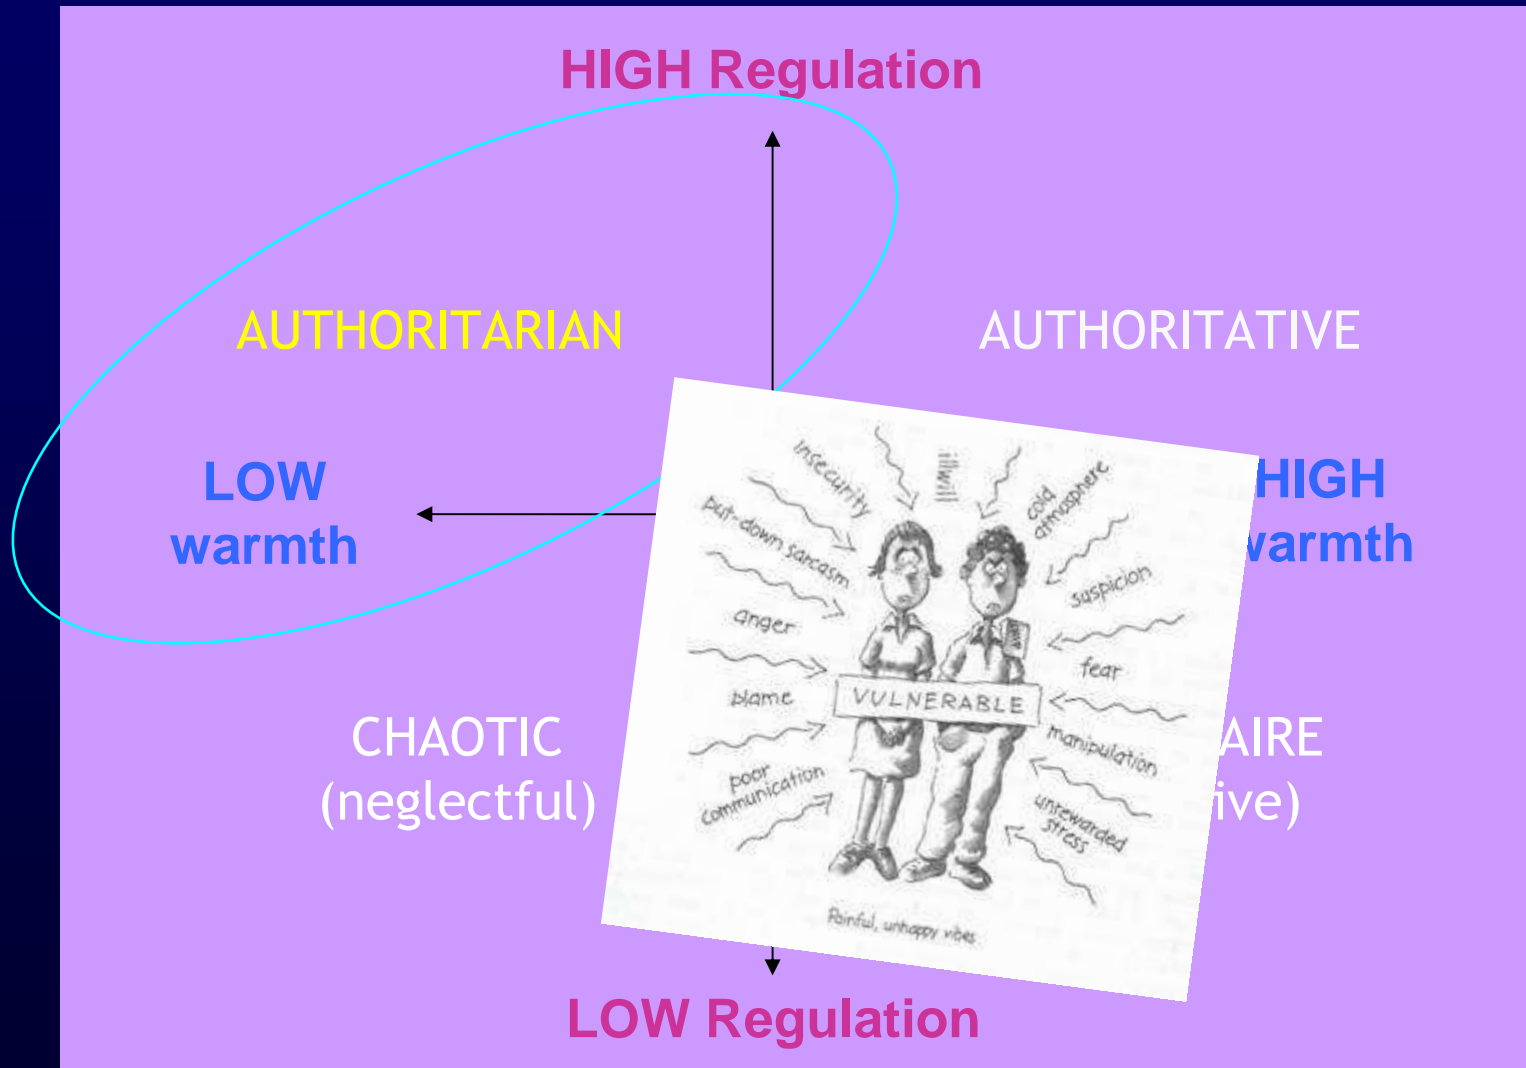 HIGH Regulation
AUTHORITARIAN
AUTHORITATIVE
LOW
warmth
HIGH
warmth
CHAOTIC
(neglectful)
AIRE
ive)
insecurity
illwill
cold
atmosphere
put-down sarcasm
suspicion
anger
fear
blame
VULNERABLE
manipulation
poor
communication
unrewarded
stress
Painful, unhappy vibes
LOW Regulation